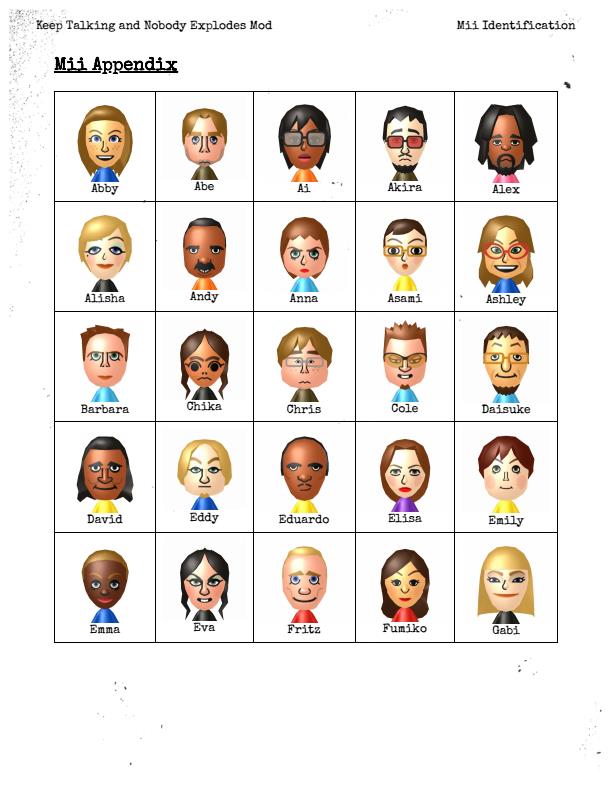 Keep Talking and Nobody Explodes Mod Mii Identification
Mii Appendix
Abby Abe Ai Akira Alex
Alisha Andy Anna Asami Ashley
Barbara Chika Chris Cole Daisuke
David Eddy Eduardo Elisa Emily
Emma Eva Fritz Fumiko Gabi